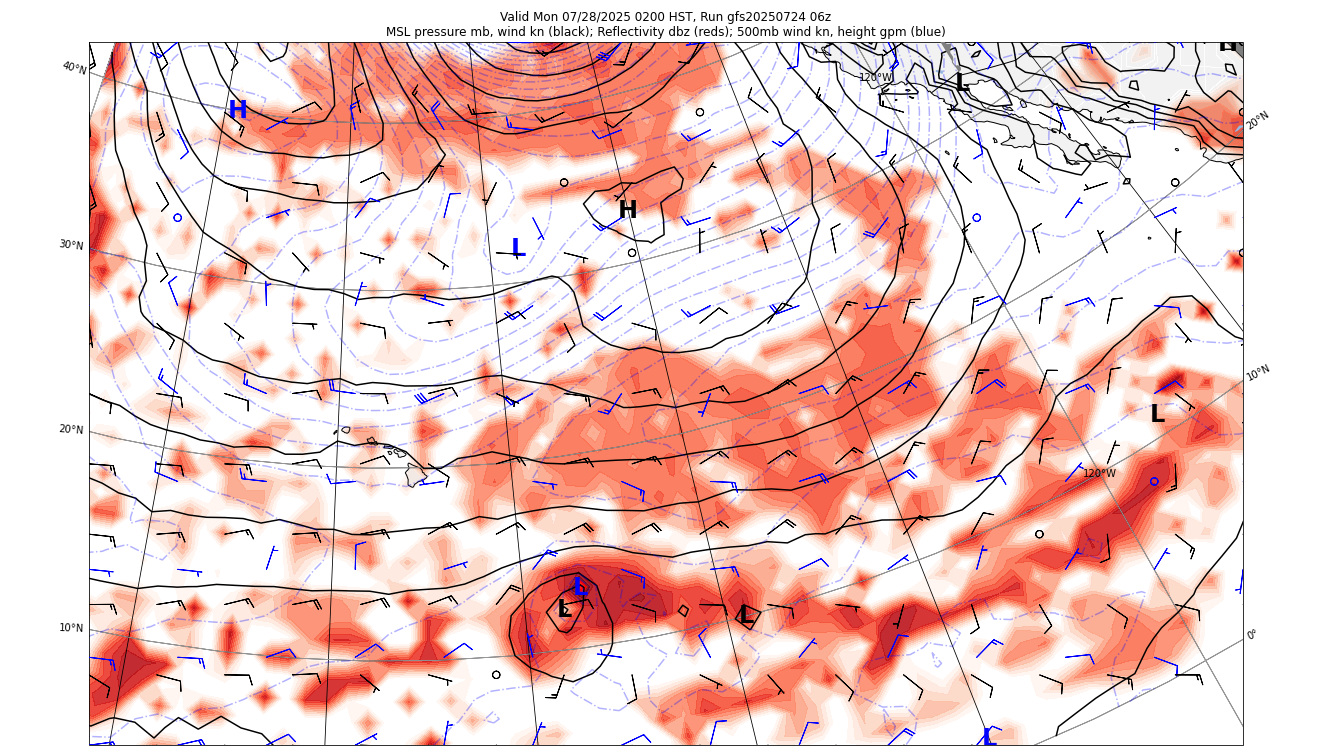 Valid Mon 07/28/2025 0200 HST, Run gfs20250724 06z
MSL pressure mb, wind kn (black); Reflectivity dbz (reds); 500mb wind kn, height gpm (blue)
H
40°N
120°W
L
H
20°N
H
30°N
L
10°N
L
20°N
120°W
L
L
L
10°N
0°
L